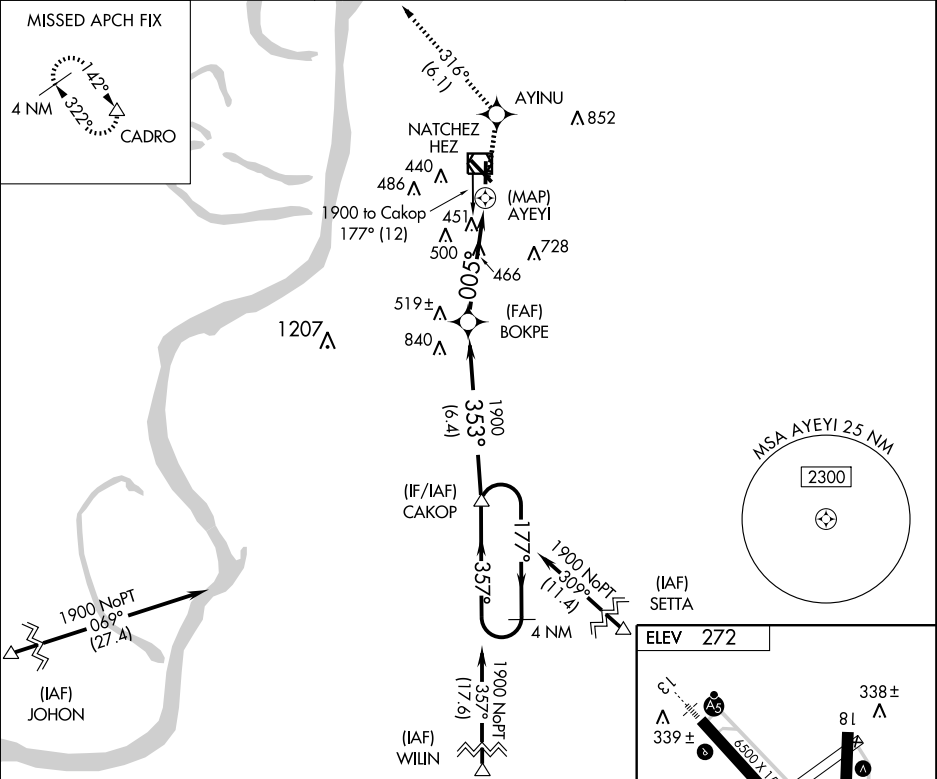 MISSED APCH FIX
142°
4 NM
322°
CADRO
316°
(6.1)
AYINU
852
NATCHEZ
HEZ
440
486
(MAP)
AYEYI
1900 to Cakop
177° (12)
451
500
728
466
005°
519±
(FAF)
BOKPE
1207
840
1900
353°
(6.4)
MSA AYEYI 25 NM
2300
(IF/IAF)
CAKOP
177°
357°
1900 NoPT
309°
(11.4)
(IAF)
SETTA
4 NM
1900 NoPT
069°
(27.4)
(IAF)
JOHON
1900 NoPT
357°
(17.6)
(IAF)
WILIN
ELEV 272
13
A5
338±
339±
18
P
V
6500 X